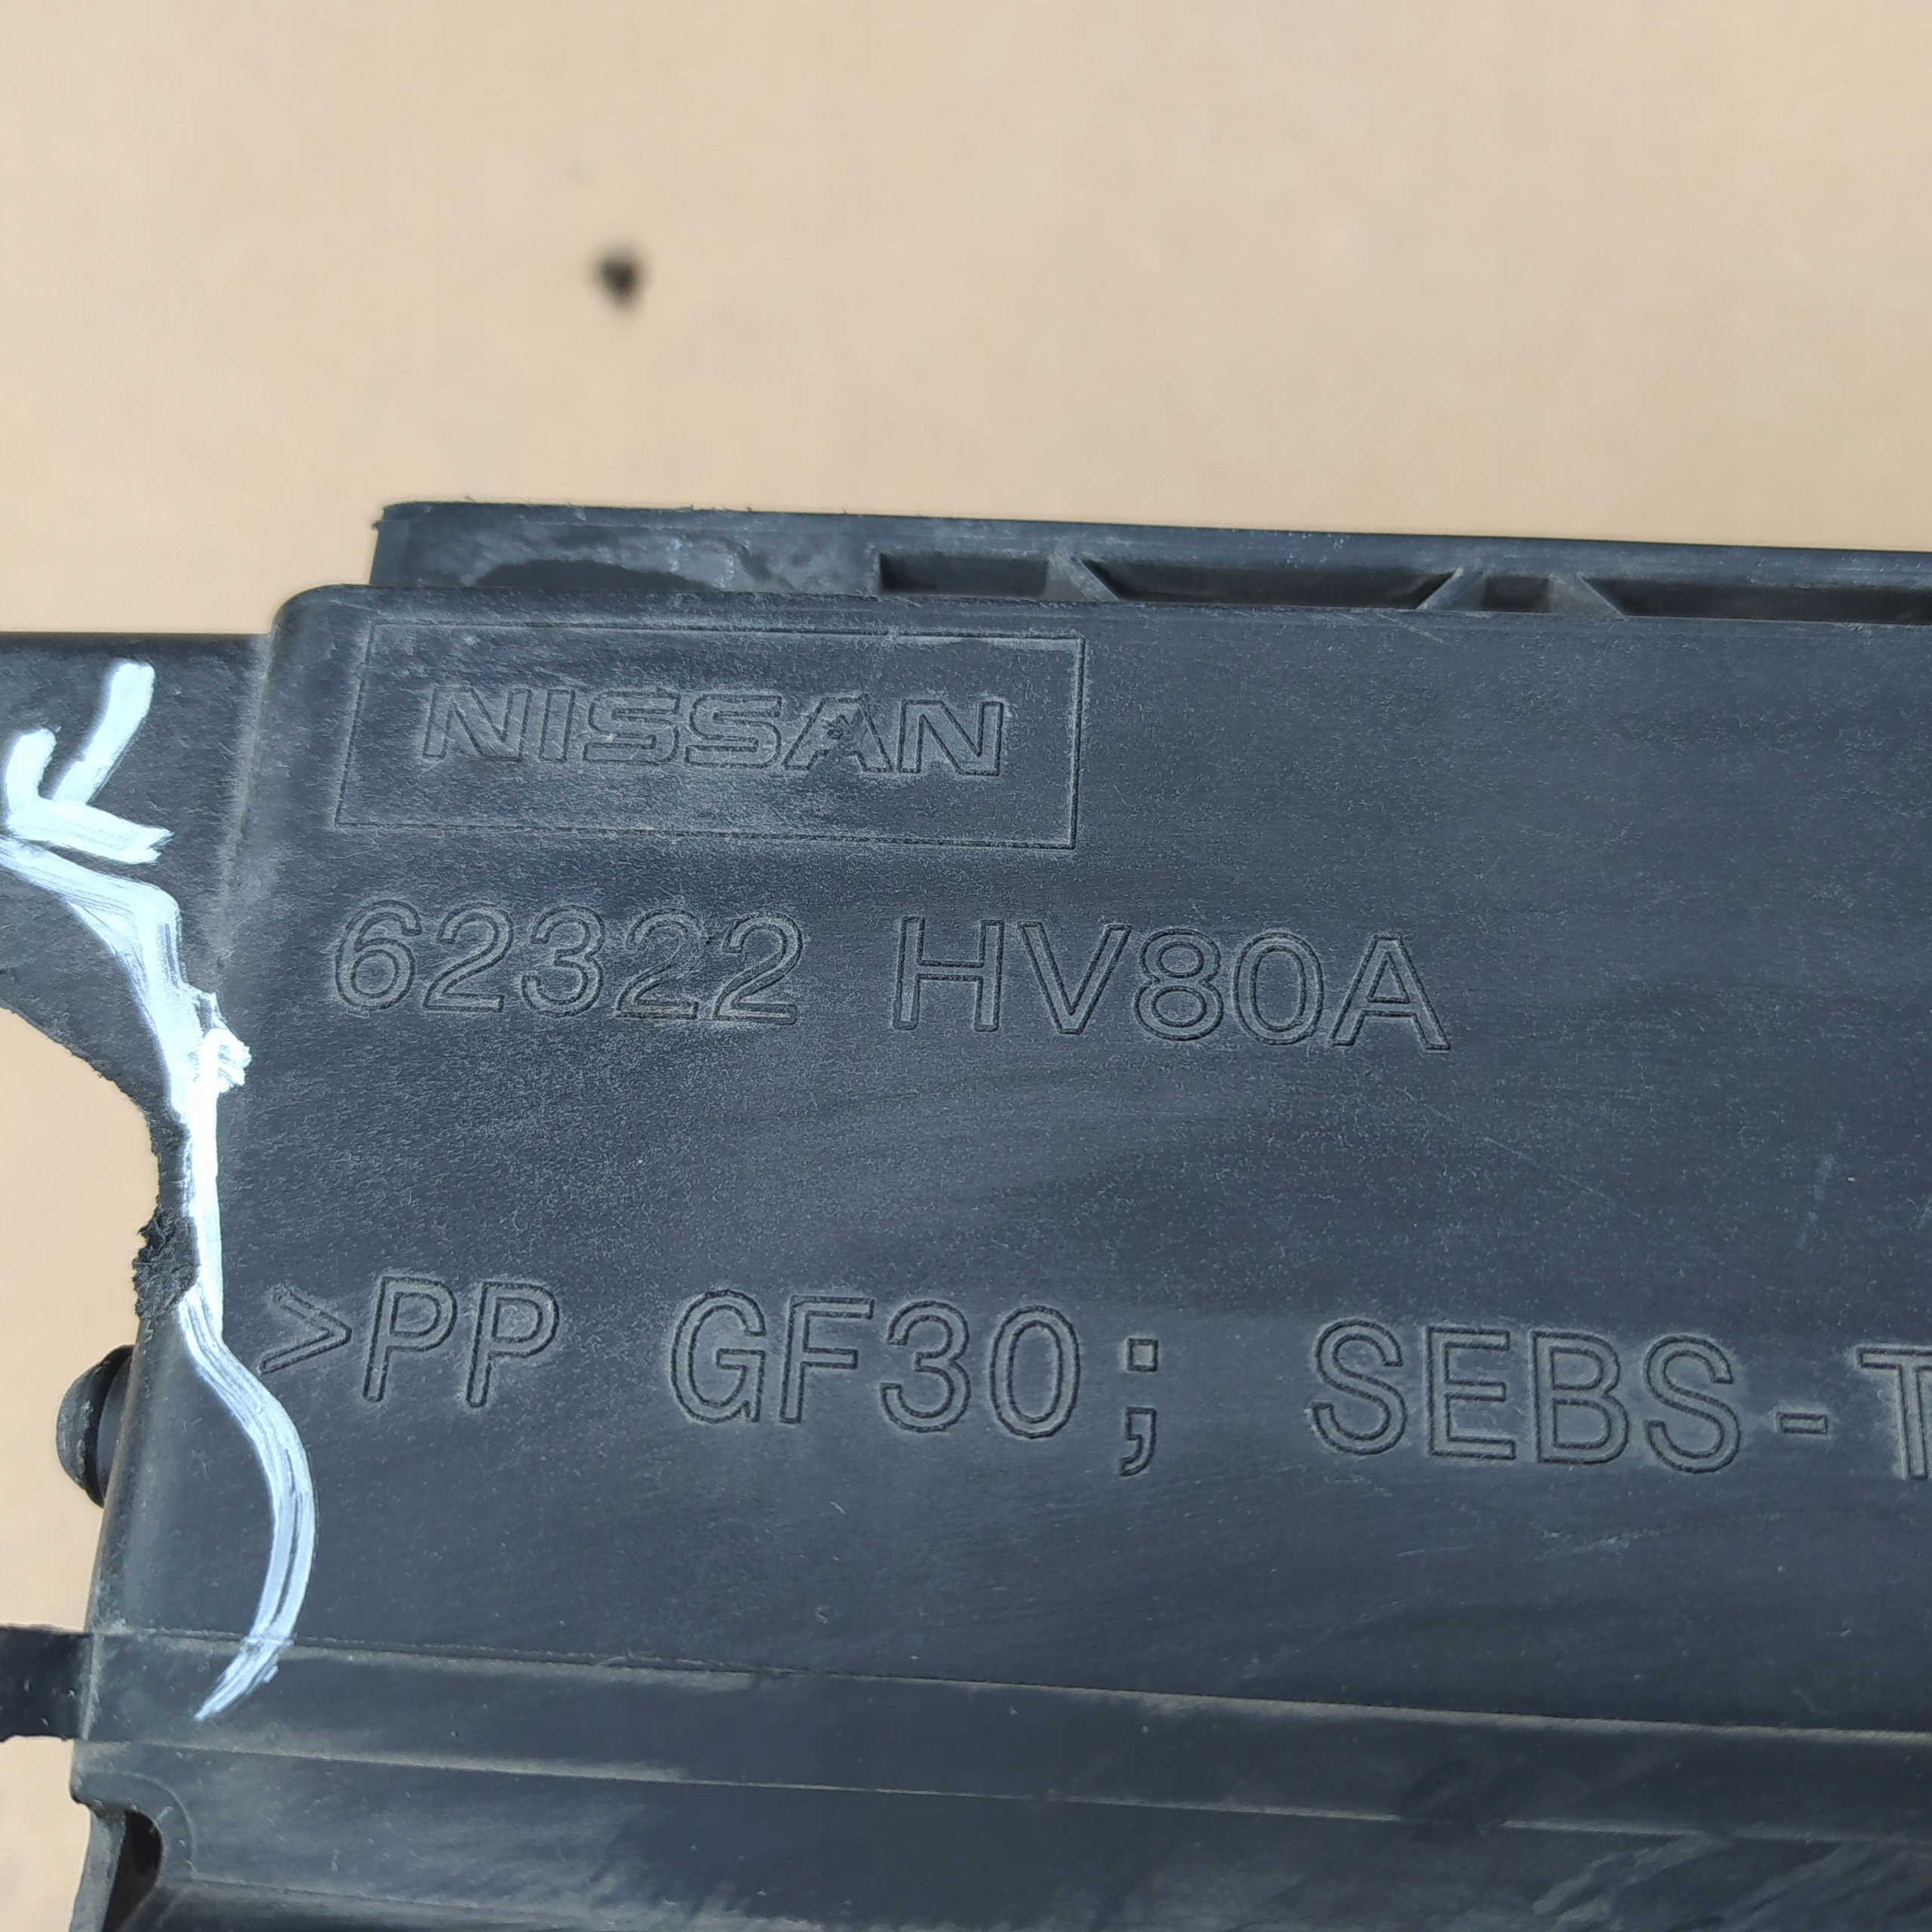 NISSAN
62322 HV80A
>PP GF30; SEBS-T